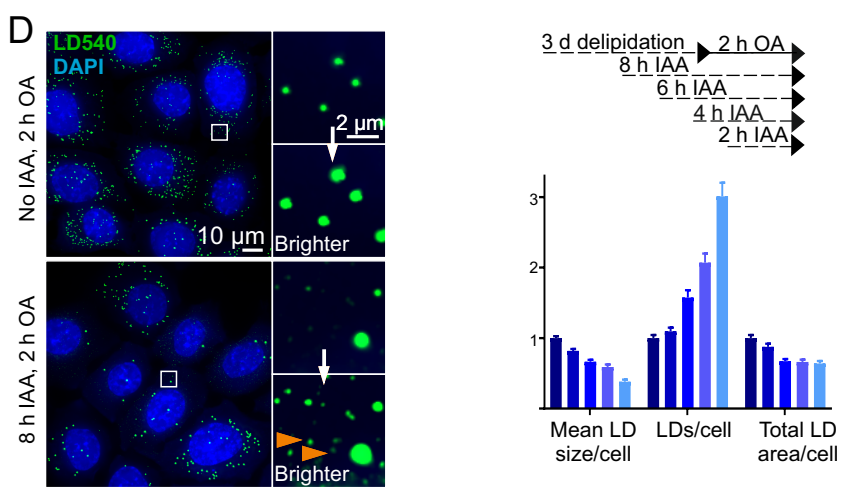 D
LD540
DAPI
No IAA, 2 h OA
2 µm
10 µm
Brighter
8 h IAA, 2 h OA
Brighter
3 d delipidation
2 h OA
8 h IAA
6 h IAA
4 h IAA
2 h IAA
3
2
1
Mean LD
size/cell
LDs/cell
Total LD
area/cell